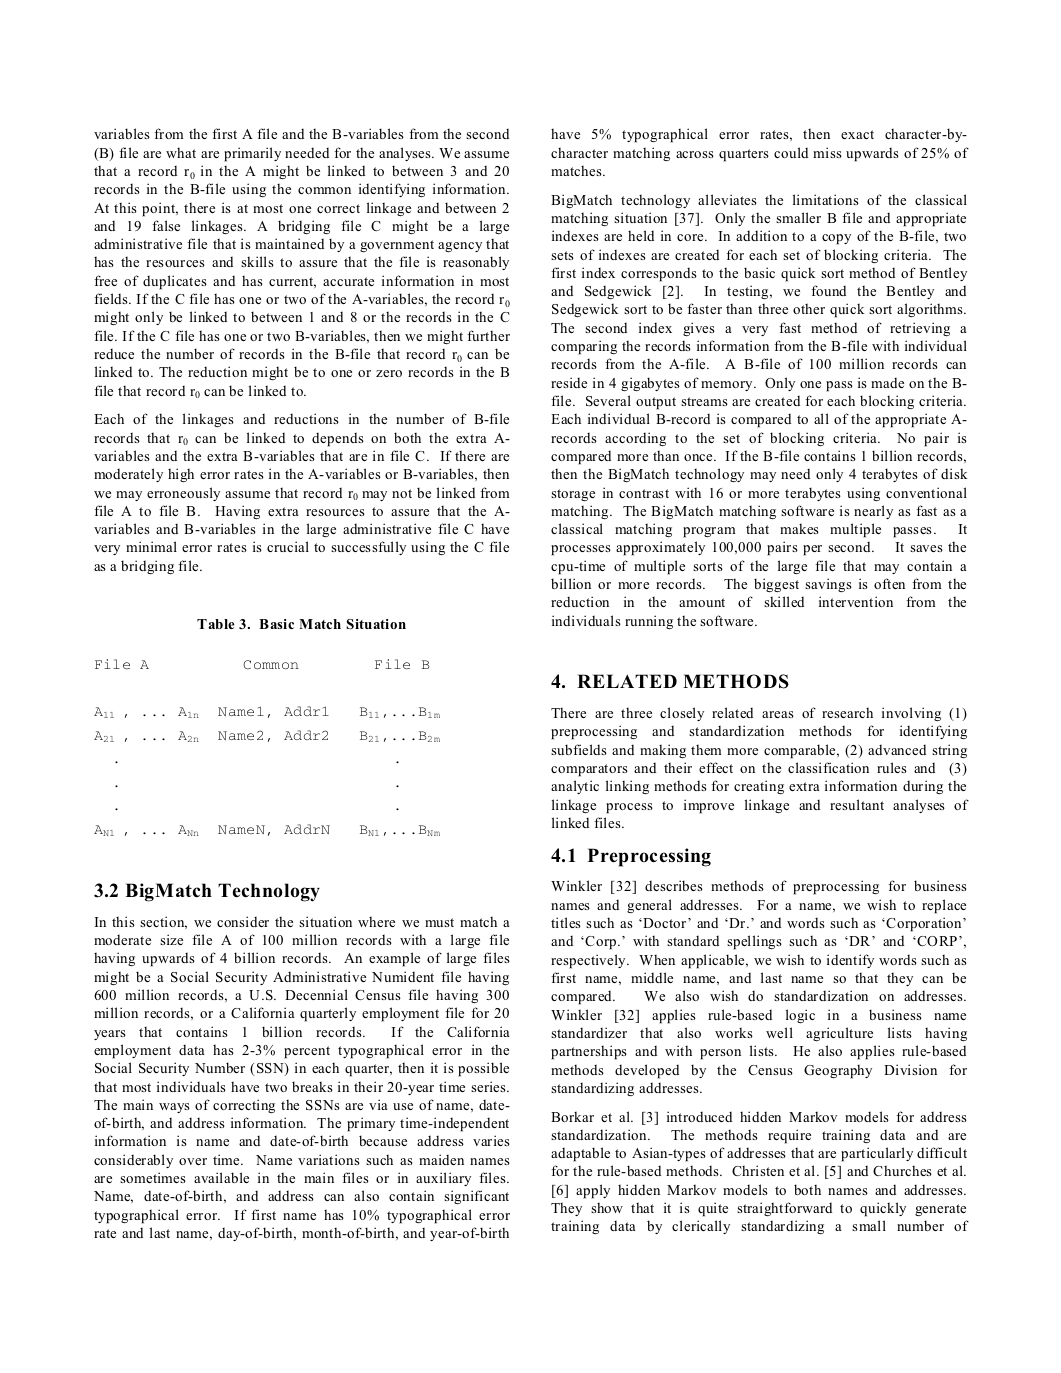 variables from the first A file and the B-variables from the second
(B) file are what are primarily needed for the analyses. We assume
that a record r0 in the A might be linked to between 3 and 20
records in the B-file using the common identifying information.
At this point, there is at most one correct linkage and between 2
and 19 false linkages. A bridging file C might be a large
administrative file that is maintained by a government agency that
has the resources and skills to assure that the file is reasonably
free of duplicates and has current, accurate information in most
fields. If the C file has one or two of the A-variables, the record r0
might only be linked to between 1 and 8 or the records in the C
file. If the C file has one or two B-variables, then we might further
reduce the number of records in the B-file that record r0 can be
linked to. The reduction might be to one or zero records in the B
file that record r0 can be linked to.
Each of the linkages and reductions in the number of B-file
records that r0 can be linked to depends on both the extra A-
variables and the extra B-variables that are in file C. If there are
moderately high error rates in the A-variables or B-variables, then
we may erroneously assume that record r0 may not be linked from
file A to file B. Having extra resources to assure that the A-
variables and B-variables in the large administrative file C have
very minimal error rates is crucial to successfully using the C file
as a bridging file.
Table 3. Basic Match Situation
File A Common File B
A11 , ... A1n Name1, Addr1 B11,...B1m
A21 , ... A2n Name2, Addr2 B21,...B2m
. .
. .
. .
AN1 , ... ANn NameN, AddrN BN1,...BNm
3.2 BigMatch Technology
In this section, we consider the situation where we must match a
moderate size file A of 100 million records with a large file
having upwards of 4 billion records. An example of large files
might be a Social Security Administrative Numident file having
600 million records, a U.S. Decennial Census file having 300
million records, or a California quarterly employment file for 20
years that contains 1 billion records. If the California
employment data has 2-3% percent typographical error in the
Social Security Number (SSN) in each quarter, then it is possible
that most individuals have two breaks in their 20-year time series.
The main ways of correcting the SSNs are via use of name, date-
of-birth, and address information. The primary time-independent
information is name and date-of-birth because address varies
considerably over time. Name variations such as maiden names
are sometimes available in the main files or in auxiliary files.
Name, date-of-birth, and address can also contain significant
typographical error. If first name has 10% typographical error
rate and last name, day-of-birth, month-of-birth, and year-of-birth
have 5% typographical error rates, then exact character-by-
character matching across quarters could miss upwards of 25% of
matches.
BigMatch technology alleviates the limitations of the classical
matching situation [37]. Only the smaller B file and appropriate
indexes are held in core. In addition to a copy of the B-file, two
sets of indexes are created for each set of blocking criteria. The
first index corresponds to the basic quick sort method of Bentley
and Sedgewick [2]. In testing, we found the Bentley and
Sedgewick sort to be faster than three other quick sort algorithms.
The second index gives a very fast method of retrieving a
comparing the records information from the B-file with individual
records from the A-file. A B-file of 100 million records can
reside in 4 gigabytes of memory. Only one pass is made on the B-
file. Several output streams are created for each blocking criteria.
Each individual B-record is compared to all of the appropriate A-
records according to the set of blocking criteria. No pair is
compared more than once. If the B-file contains 1 billion records,
then the BigMatch technology may need only 4 terabytes of disk
storage in contrast with 16 or more terabytes using conventional
matching. The BigMatch matching software is nearly as fast as a
classical matching program that makes multiple passes. It
processes approximately 100,000 pairs per second. It saves the
cpu-time of multiple sorts of the large file that may contain a
billion or more records. The biggest savings is often from the
reduction in the amount of skilled intervention from the
individuals running the software.
4. RELATED METHODS
There are three closely related areas of research involving (1)
preprocessing and standardization methods for identifying
subfields and making them more comparable, (2) advanced string
comparators and their effect on the classification rules and (3)
analytic linking methods for creating extra information during the
linkage process to improve linkage and resultant analyses of
linked files.
4.1 Preprocessing
Winkler [32] describes methods of preprocessing for business
names and general addresses. For a name, we wish to replace
titles such as ‘Doctor’ and ‘Dr.’ and words such as ‘Corporation’
and ‘Corp.’ with standard spellings such as ‘DR’ and ‘CORP’,
respectively. When applicable, we wish to identify words such as
first name, middle name, and last name so that they can be
compared. We also wish do standardization on addresses.
Winkler [32] applies rule-based logic in a business name
standardizer that also works well agriculture lists having
partnerships and with person lists. He also applies rule-based
methods developed by the Census Geography Division for
standardizing addresses.
Borkar et al. [3] introduced hidden Markov models for address
standardization. The methods require training data and are
adaptable to Asian-types of addresses that are particularly difficult
for the rule-based methods. Christen et al. [5] and Churches et al.
[6] apply hidden Markov models to both names and addresses.
They show that it is quite straightforward to quickly generate
training data by clerically standardizing a small number of